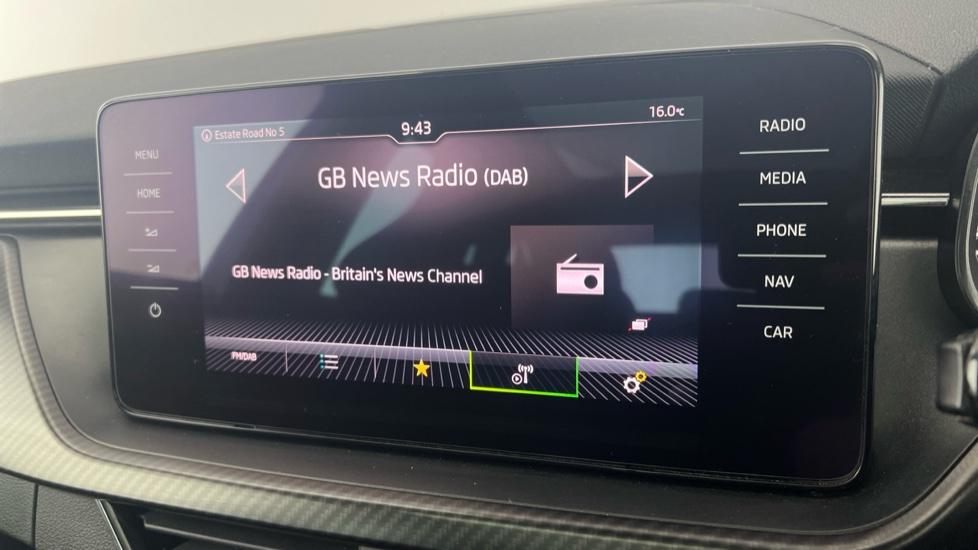 Estate Road No 5
9:43
16.0°C
GB News Radio (DAB)
GB News Radio - Britain's News Channel
FM/DAB
MENU
HOME
RADIO
MEDIA
PHONE
NAV
CAR